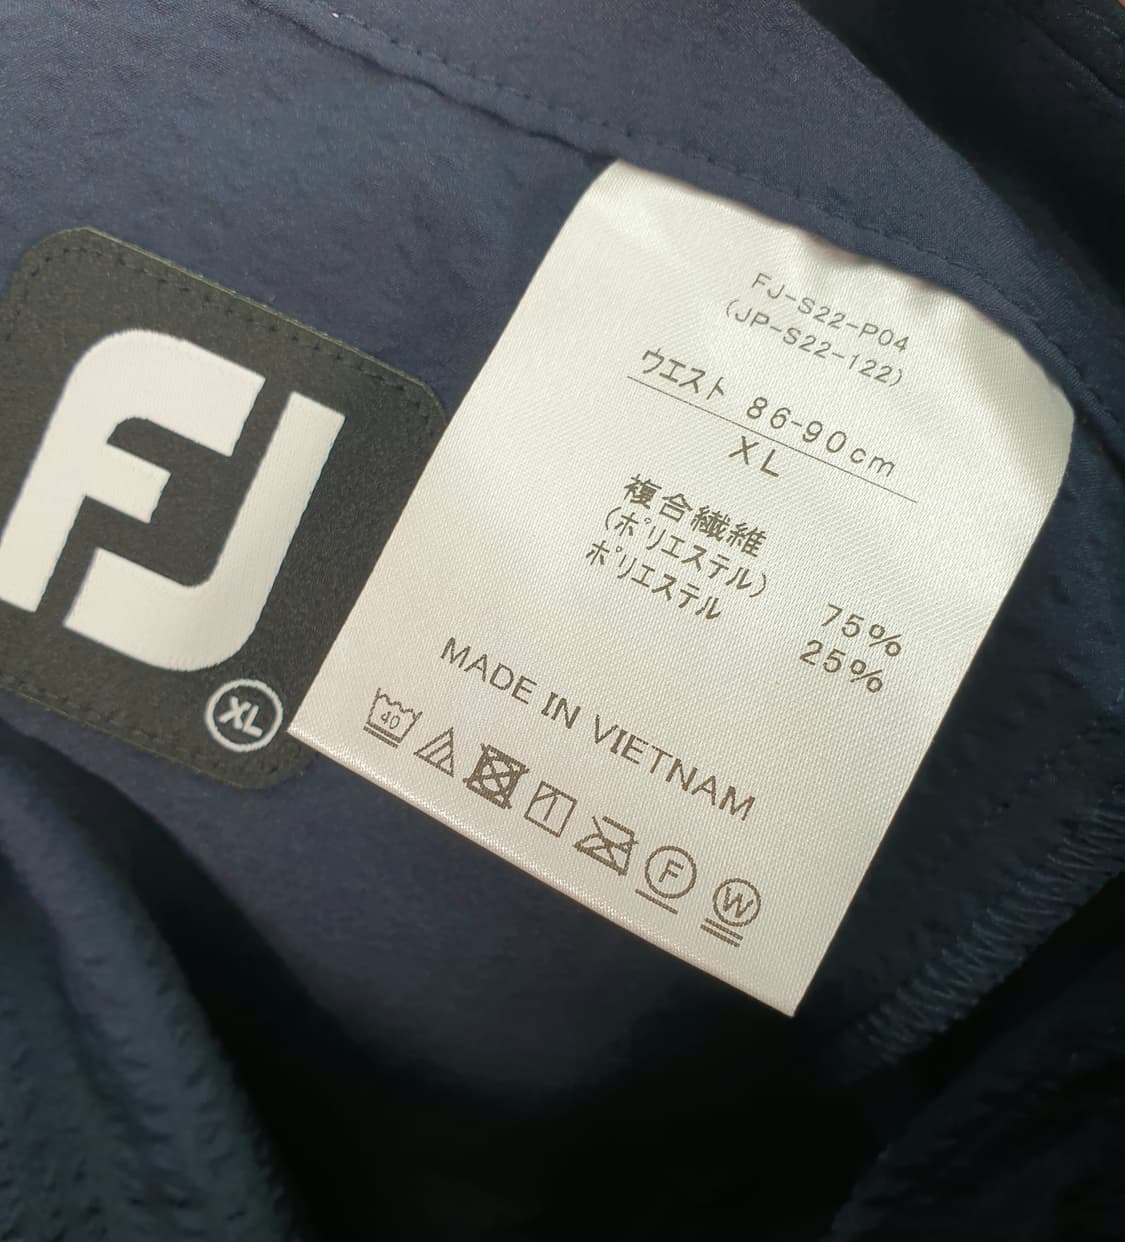 FJ
XL
FJ-S22-P04
(JP-S22-122)
ウエスト 86-90cm
XL
複合繊維
(ポリエステル) 75%
ポリエステル 25%
MADE IN VIETNAM
40
F
W